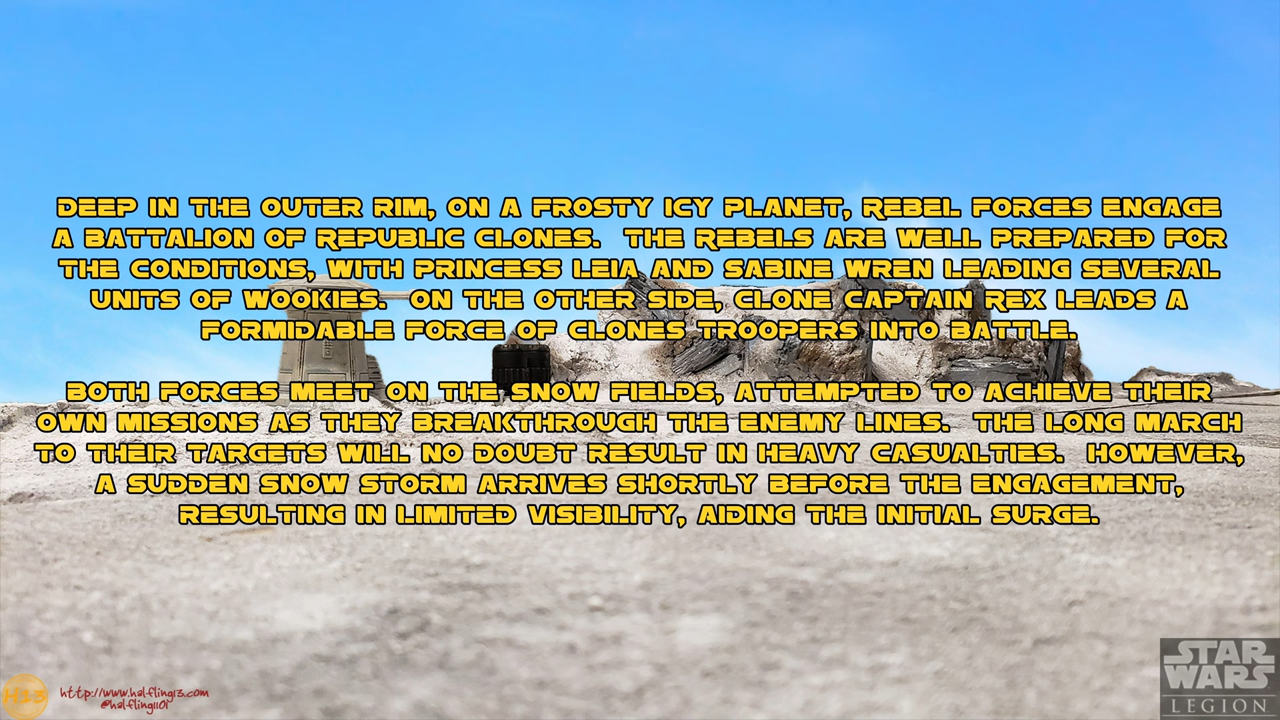 DEEP IN THE OUTER RIM, ON A FROSTY ICY PLANET, REBEL FORCES ENGAGE
A BATTALION OF REPUBLIC CLONES. THE REBELS ARE WELL PREPARED FOR
THE CONDITIONS, WITH PRINCESS LEIA AND SABINE WREN LEADING SEVERAL
UNITS OF WOOKIES. ON THE OTHER SIDE, CLONE CAPTAIN REX LEADS A
FORMIDABLE FORCE OF CLONES TROOPERS INTO BATTLE.
BOTH FORCES MEET ON THE SNOW FIELDS, ATTEMPTED TO ACHIEVE THEIR
OWN MISSIONS AS THEY BREAKTHROUGH THE ENEMY LINES. THE LONG MARCH
TO THEIR TARGETS WILL NO DOUBT RESULT IN HEAVY CASUALTIES. HOWEVER,
A SUDDEN SNOW STORM ARRIVES SHORTLY BEFORE THE ENGAGEMENT,
RESULTING IN LIMITED VISIBILITY, AIDING THE INITIAL SURGE.
H13
http://www.halfling13.com
@halfling1101
STAR
WARS
LEGION